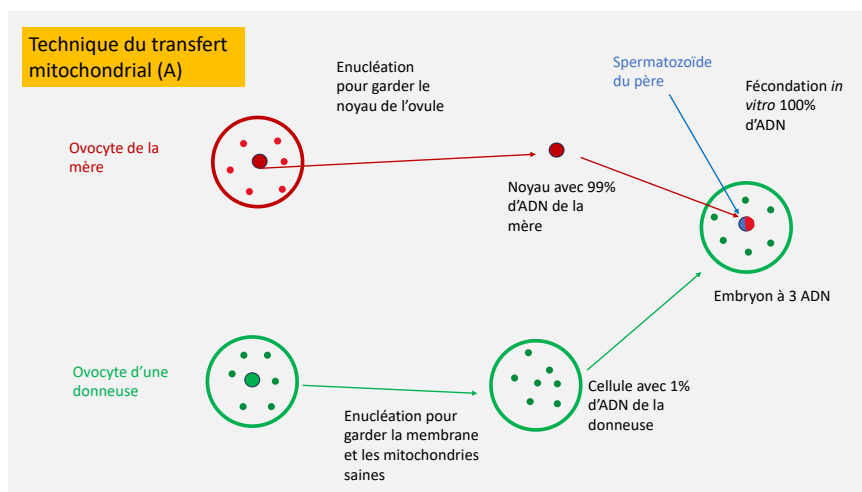 Technique du transfert
mitochondrial (A)
Enucléation
pour garder le
noyau de l'ovule
Spermatozoïde
du père
Fécondation in
vitro 100%
d'ADN
Ovocyte de la
mère
Noyau avec 99%
d'ADN de la
mère
Embryon à 3 ADN
Ovocyte d'une
donneuse
Cellule avec 1%
d'ADN de la
donneuse
Enucléation pour
garder la membrane
et les mitochondries
saines